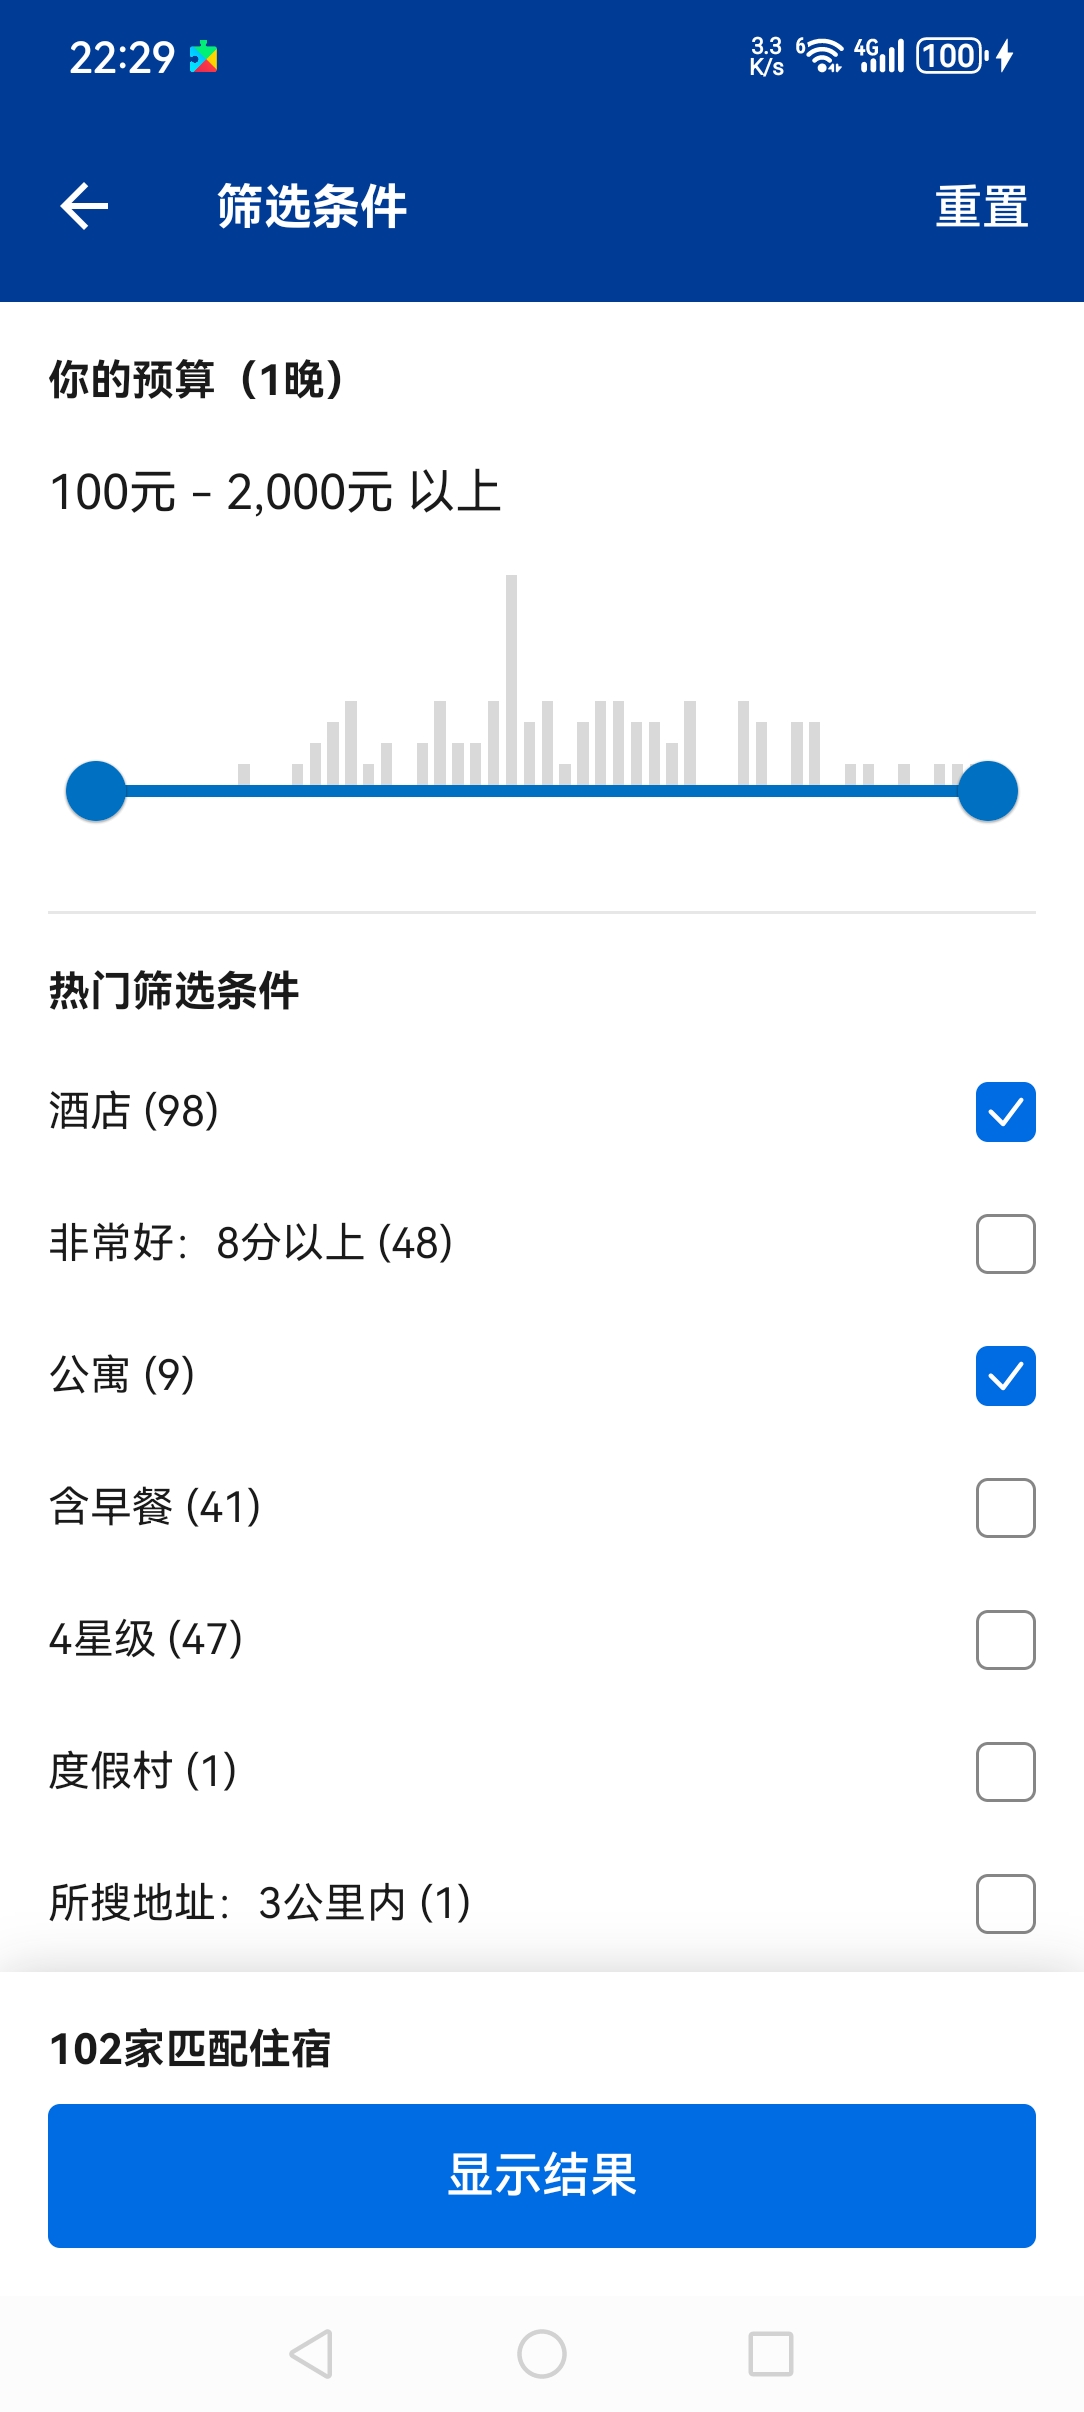 22:29
3.3 K/s 6 4G 100
筛选条件 重置
你的预算（1晚）
100元 – 2,000元 以上
热门筛选条件
酒店 (98)
非常好：8分以上 (48)
公寓 (9)
含早餐 (41)
4星级 (47)
度假村 (1)
所搜地址：3公里内 (1)
102家匹配住宿
显示结果